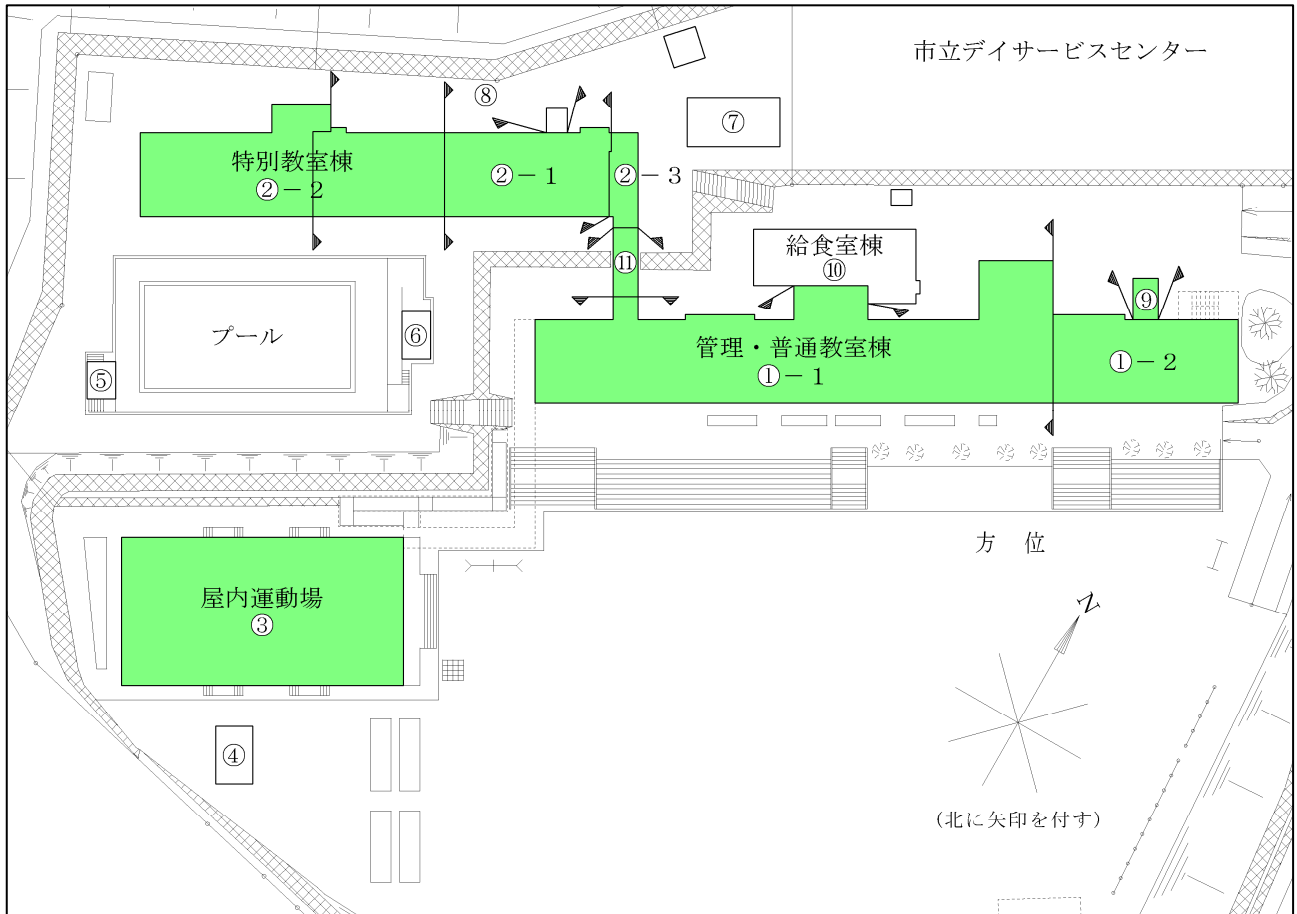 市立デイサービスセンター
⑧
⑦
特別教室棟
②－２
②－１
②－３
給食室棟
⑩
⑪
⑨
プール
⑥
⑤
管理・普通教室棟
①－１
①－２
方　位
屋内運動場
③
N
④
(北に矢印を付す)